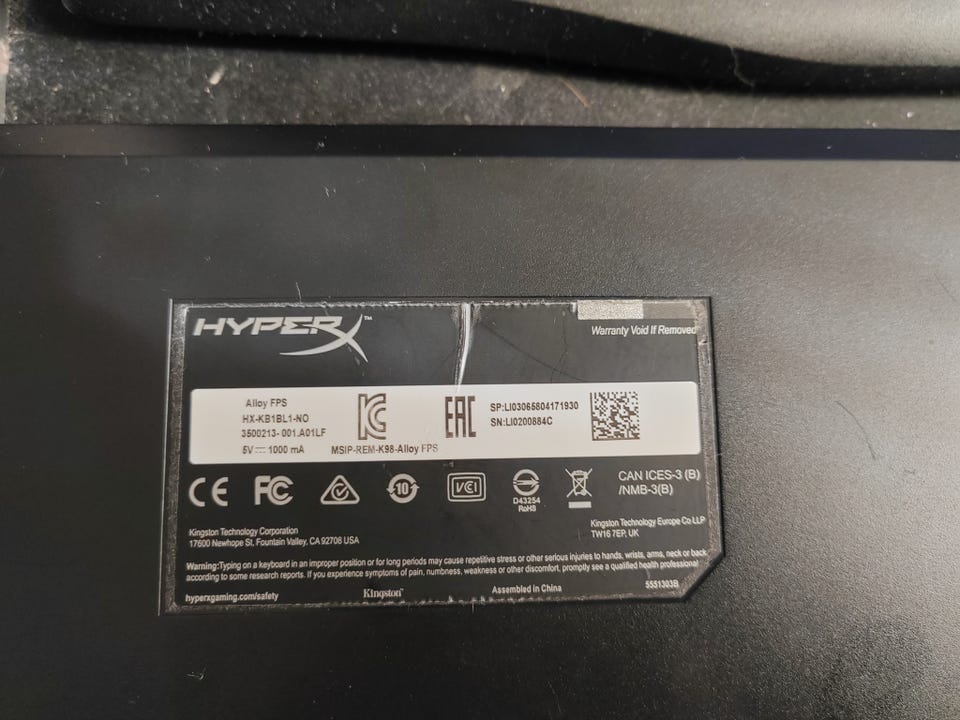 HYPERX™
Warranty Void If Removed
Alloy FPS
HX-KB1BL1-NO
3500213- 001.A01LF
5V⎓1000 mA
MSIP-REM-K98-Alloy FPS
EAC
SP:LI03065804171930
SN:LI0200884C
CE FC 10 VCCI
D43254
RoHS
CAN ICES-3 (B)
/NMB-3(B)
Kingston Technology Corporation
17600 Newhope St. Fountain Valley, CA 92708 USA
Kingston Technology Europe Co LLP
TW16 7EP, UK
Warning:Typing on a keyboard in an improper position or for long periods may cause repetitive stress or other serious injuries to hands, wrists, arms, neck or back
according to some research reports. If you experience symptoms of pain, numbness, weakness or other discomfort, promptly see a qualified health professional
hyperxgaming.com/safety
Kingston
Assembled in China
5551303B